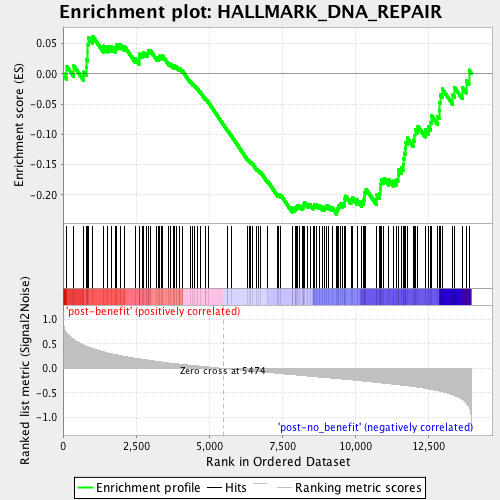 Enrichment plot: HALLMARK_DNA_REPAIR
Enrichment score (ES)
0.05
0.00
-0.05
-0.10
-0.15
-0.20
'post-benefit' (positively correlated)
Ranked list metric (Signal2Noise)
1.0
0.5
0.0
-0.5
-1.0
Zero cross at 5474
'post-no_benefit' (negatively correlated)
0
2,500
5,000
7,500
10,000
12,500
Rank in Ordered Dataset
Enrichment profile
Hits
Ranking metric scores